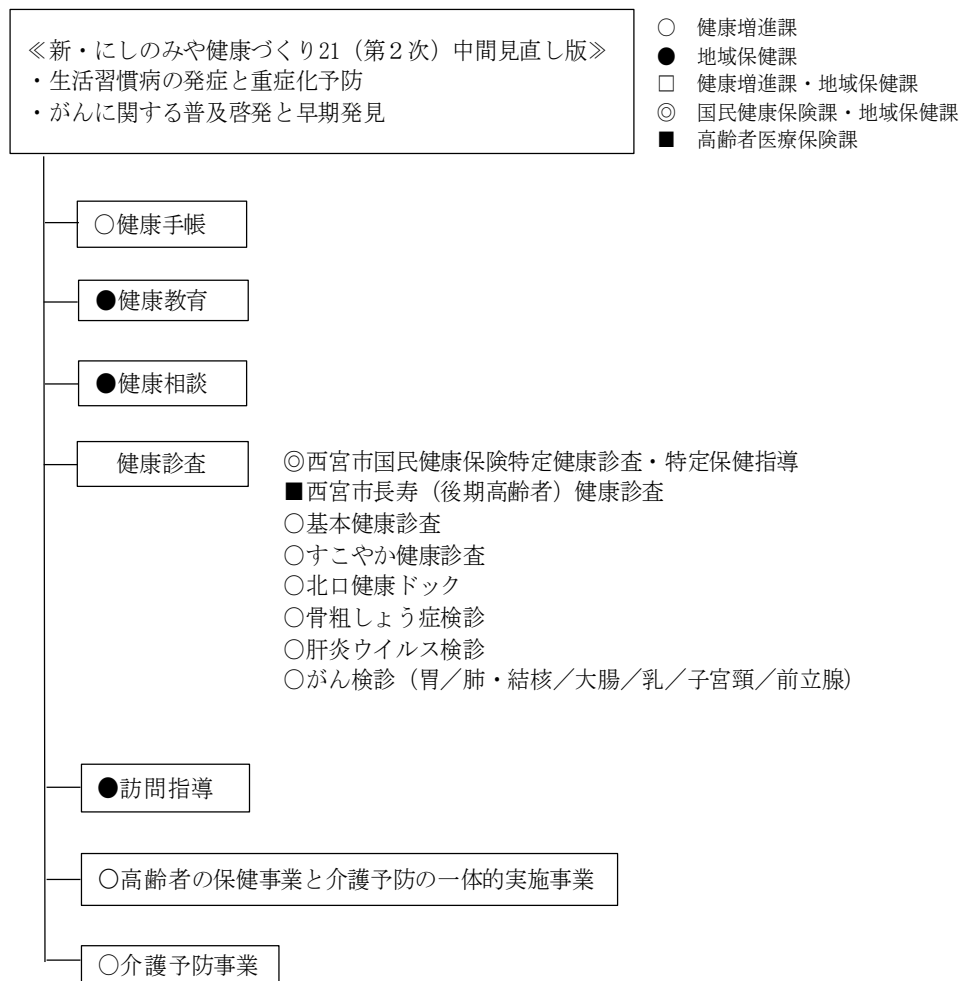 ≪新・にしのみや健康づくり21（第２次）中間見直し版≫
・生活習慣病の発症と重症化予防
・がんに関する普及啓発と早期発見
○　健康増進課
●　地域保健課
□　健康増進課・地域保健課
◎　国民健康保険課・地域保健課
■　高齢者医療保険課
○健康手帳
●健康教育
●健康相談
健康診査
◎西宮市国民健康保険特定健康診査・特定保健指導
■西宮市長寿（後期高齢者）健康診査
○基本健康診査
○すこやか健康診査
○北口健康ドック
○骨粗しょう症検診
○肝炎ウイルス検診
○がん検診（胃／肺・結核／大腸／乳／子宮頸／前立腺）
●訪問指導
○高齢者の保健事業と介護予防の一体的実施事業
○介護予防事業